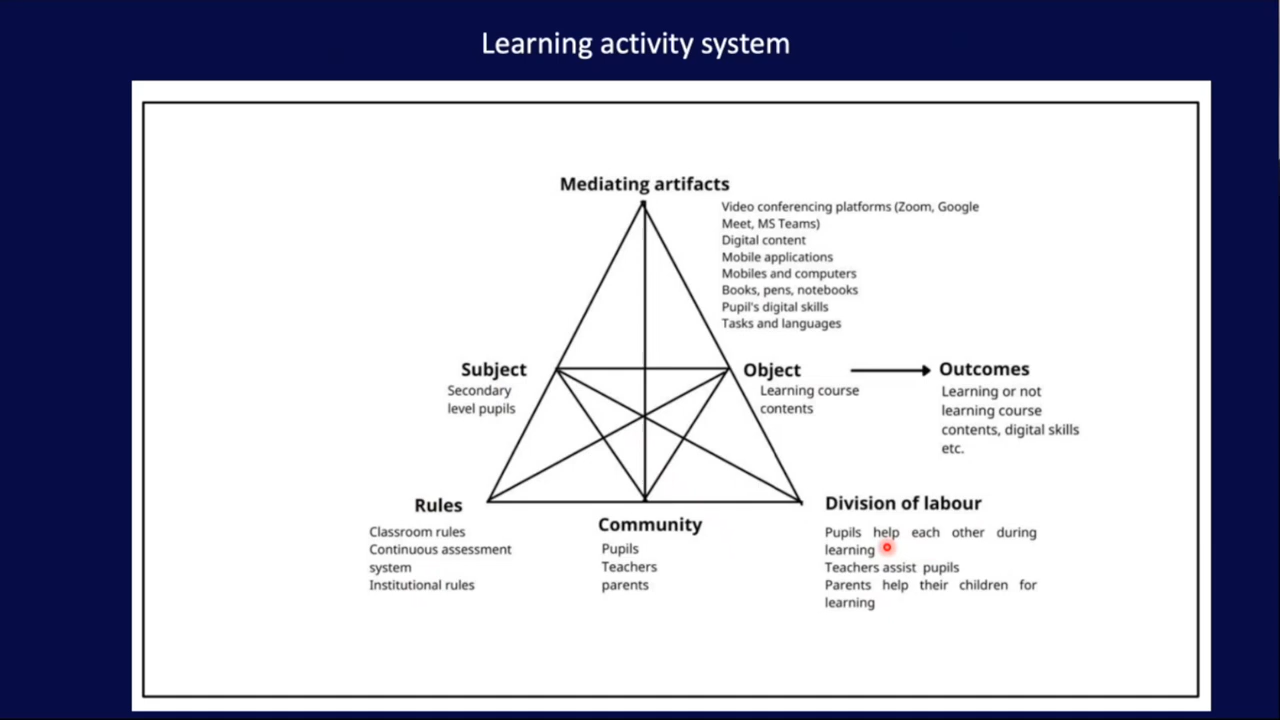 Learning activity system
Mediating artifacts
Video conferencing platforms (Zoom, Google
Meet, MS Teams)
Digital content
Mobile applications
Mobiles and computers
Books, pens, notebooks
Pupil's digital skills
Tasks and languages
Subject
Secondary
level pupils
Object
Learning course
contents
Outcomes
Learning or not
learning course
contents, digital skills
etc.
Rules
Classroom rules
Continuous assessment
system
Institutional rules
Community
Pupils
Teachers
parents
Division of labour
Pupils help each other during
learning
Teachers assist pupils
Parents help their children for
learning